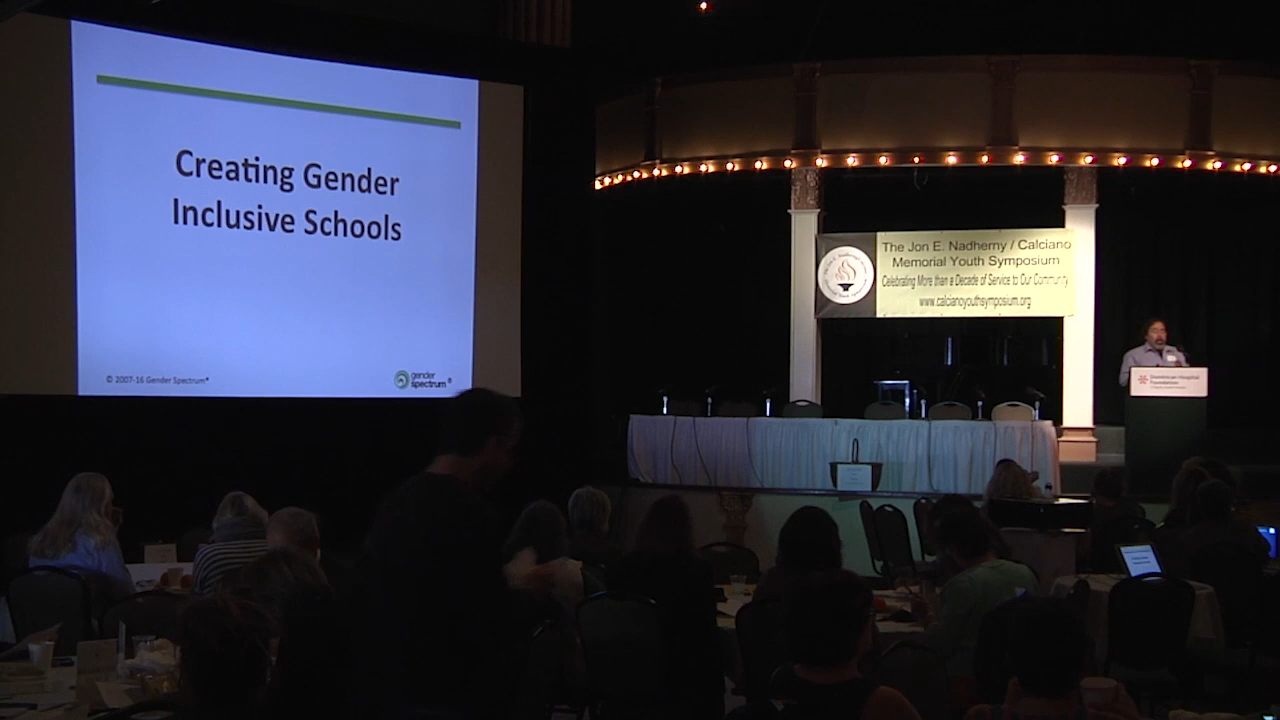 Creating Gender
Inclusive Schools
© 2007-16 Gender Spectrum®
gender
spectrum®
The Jon E. Nadherny / Calciano
Memorial Youth Symposium
Celebrating More than a Decade of Service to Our Community
www.calcianoyouthsymposium.org
Dominican Hospital
Foundation